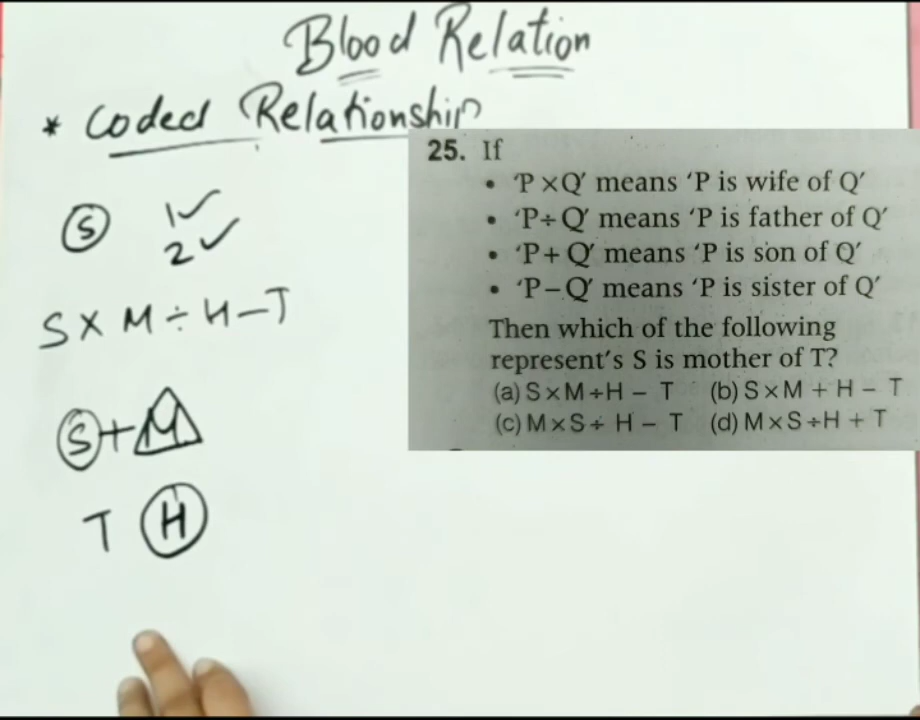 Blood Relation
* Coded Relationship
S 1✓
2✓
S × M ÷ H - T
S + M
T H
25. If
• 'P ×Q' means 'P is wife of Q'
• 'P÷Q' means 'P is father of Q'
• 'P+ Q' means 'P is son of Q'
• 'P−Q' means 'P is sister of Q'
Then which of the following
represent's S is mother of T?
(a) S×M÷H − T (b) S×M + H − T
(c) M×S÷ H − T (d) M×S÷H + T